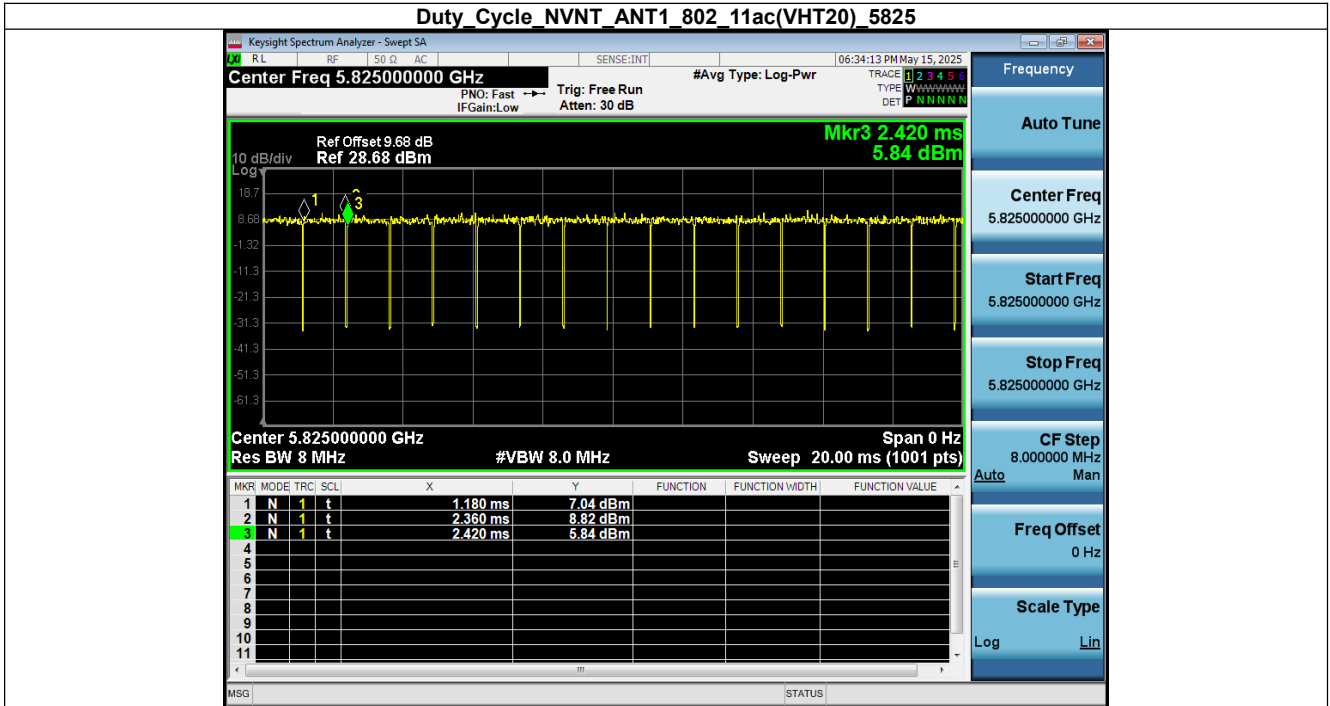 Duty_Cycle_NVNT_ANT1_802_11ac(VHT20)_5825
Keysight Spectrum Analyzer - Swept SA
LXI RL RF 50 Ω AC SENSE:INT 06:34:13 PM May 15, 2025
Center Freq 5.825000000 GHz #Avg Type: Log-Pwr TRACE 1 2 3 4 5 6
PNO: Fast Trig: Free Run TYPE WWWWWW
IFGain:Low Atten: 30 dB DET P N N N N N
Mkr3 2.420 ms
5.84 dBm
Ref Offset 9.68 dB
10 dB/div Ref 28.68 dBm
Log
18.7
8.68
-1.32
-11.3
-21.3
-31.3
-41.3
-51.3
-61.3
1
3
Center 5.825000000 GHz Span 0 Hz
Res BW 8 MHz #VBW 8.0 MHz Sweep 20.00 ms (1001 pts)
MKR MODE TRC SCL X Y FUNCTION FUNCTION WIDTH FUNCTION VALUE
1 N 1 t 1.180 ms 7.04 dBm
2 N 1 t 2.360 ms 8.82 dBm
3 N 1 t 2.420 ms 5.84 dBm
4
5
6
7
8
9
10
11
MSG STATUS
Frequency
Auto Tune
Center Freq
5.825000000 GHz
Start Freq
5.825000000 GHz
Stop Freq
5.825000000 GHz
CF Step
8.000000 MHz
Auto Man
Freq Offset
0 Hz
Scale Type
Log Lin